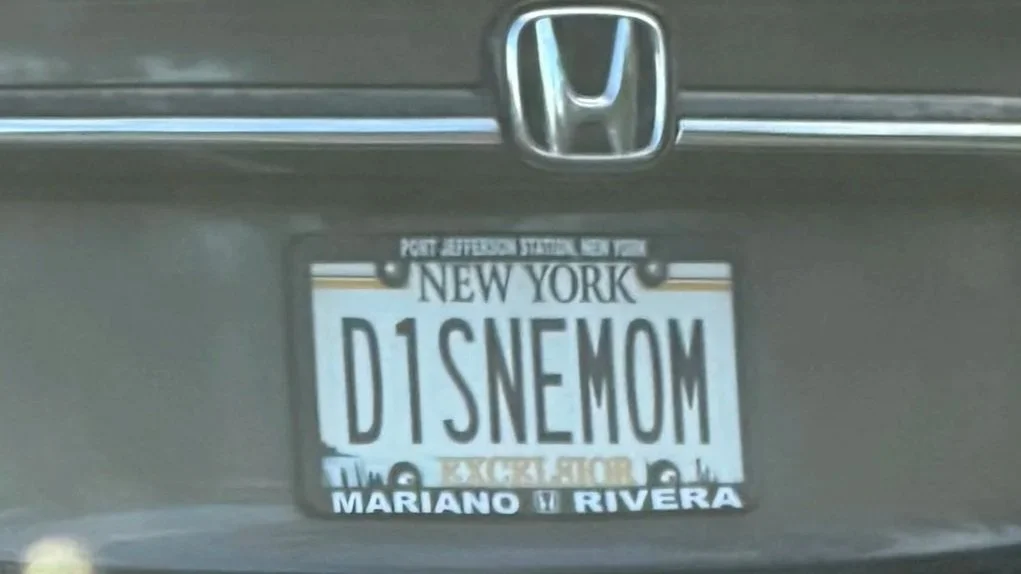 PORT JEFFERSON STATION, NEW YORK
NEW YORK
D1SNEMOM
EXCELSIOR
MARIANO RIVERA